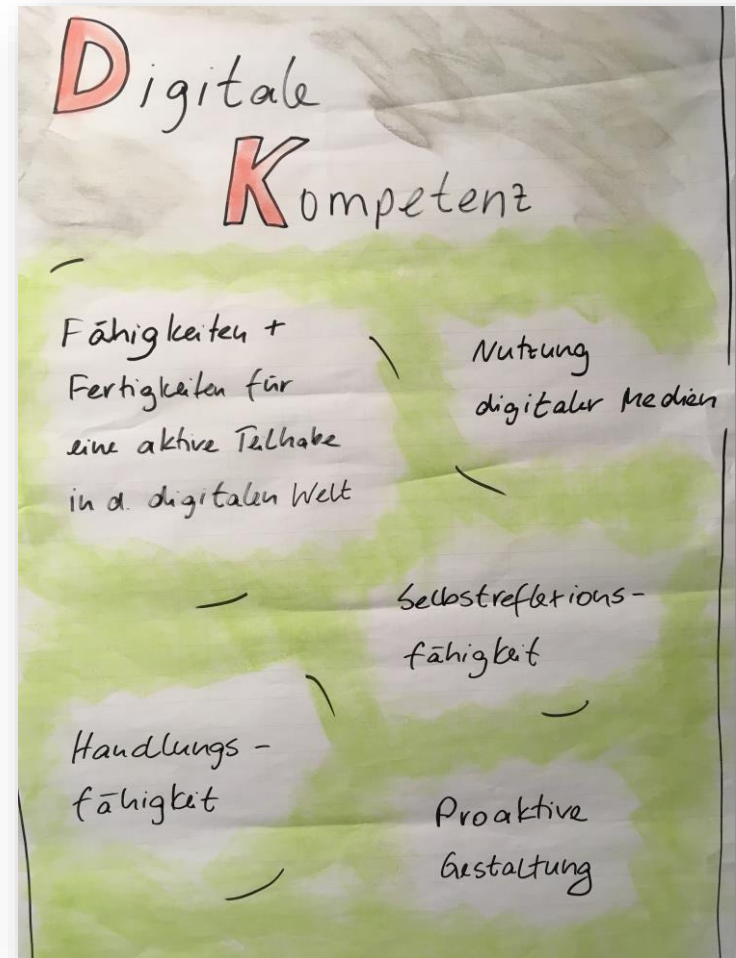 Digitale
Kompetenz
Fähigkeiten +
Fertigkeiten für
eine aktive Teilhabe
in d. digitalen Welt
Nutzung
digitaler Medien
Selbstreflexions-
fähigkeit
Handlungs-
fähigkeit
Proaktive
Gestaltung